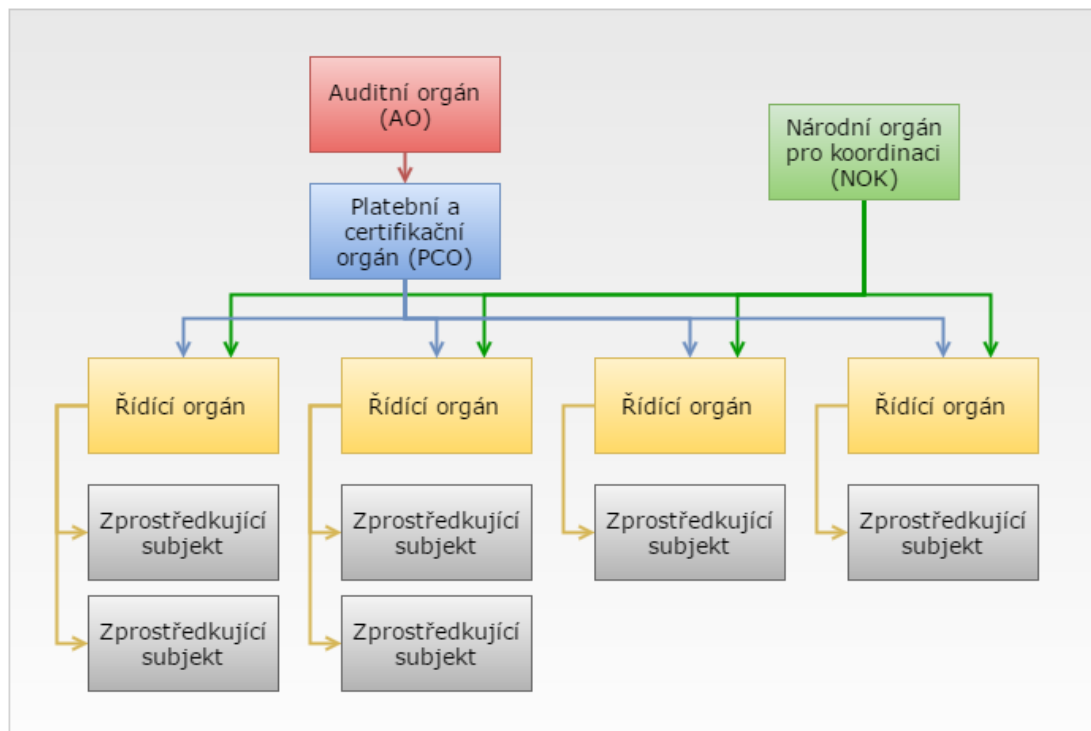 Auditní orgán
(AO)
Národní orgán
pro koordinaci
(NOK)
Platební a
certifikační
orgán (PCO)
Řídící orgán
Řídící orgán
Řídící orgán
Řídící orgán
Zprostředkující
subjekt
Zprostředkující
subjekt
Zprostředkující
subjekt
Zprostředkující
subjekt
Zprostředkující
subjekt
Zprostředkující
subjekt